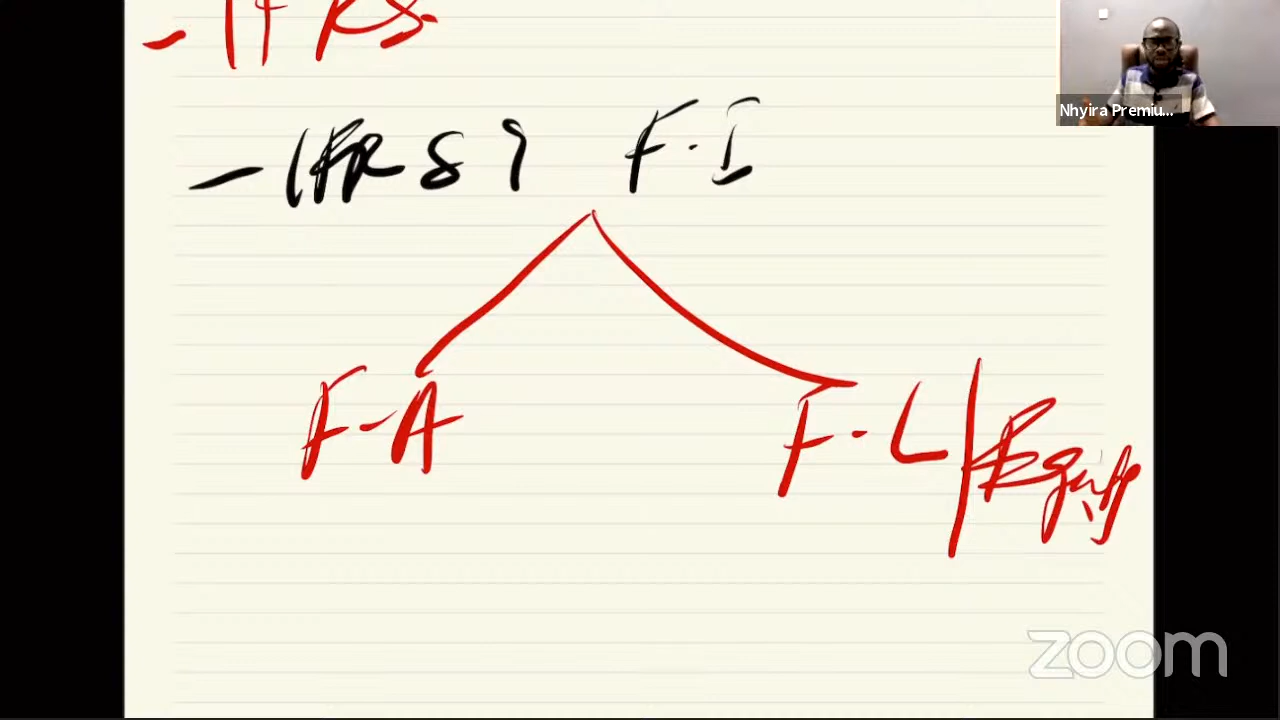 - IFRS.
Nhyira Premiu...
- IFRS 9 F.I
F-A F-L/Equity
zoom